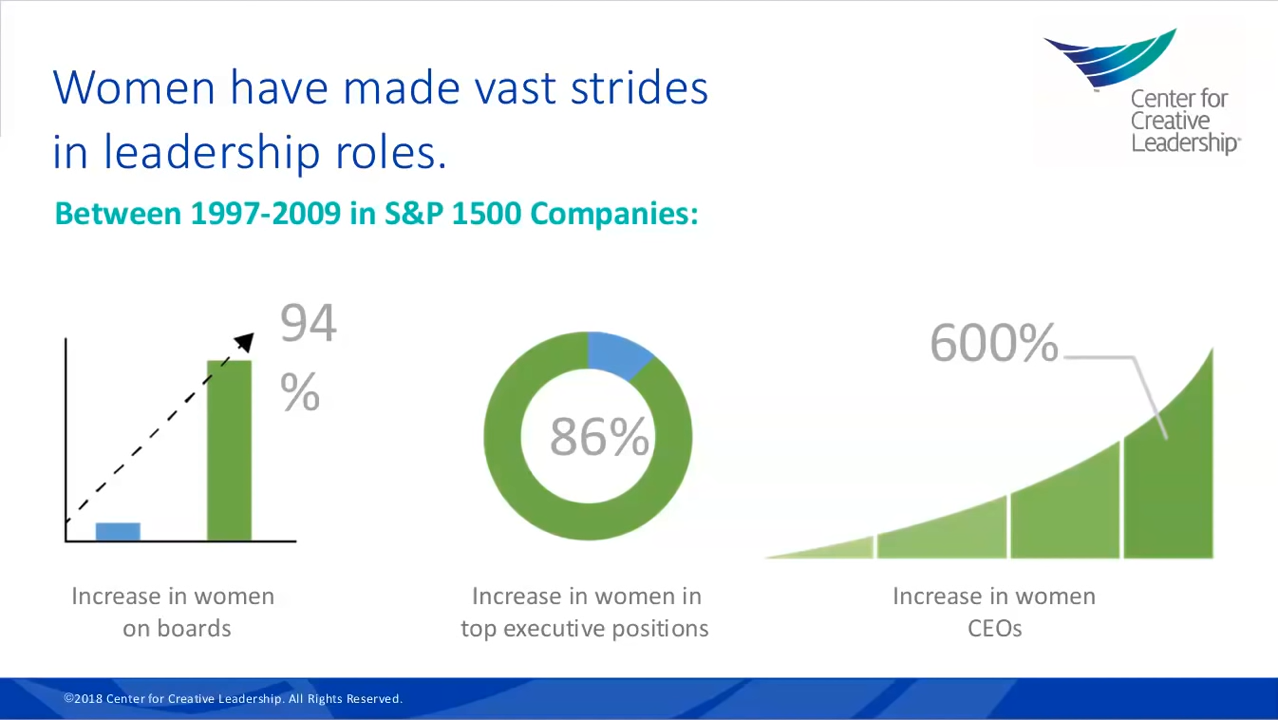 Center for
Creative
Leadership
Women have made vast strides
in leadership roles.
Between 1997-2009 in S&P 1500 Companies:
94
%
86%
600%
Increase in women
on boards
Increase in women in
top executive positions
Increase in women
CEOs
©2018 Center for Creative Leadership. All Rights Reserved.